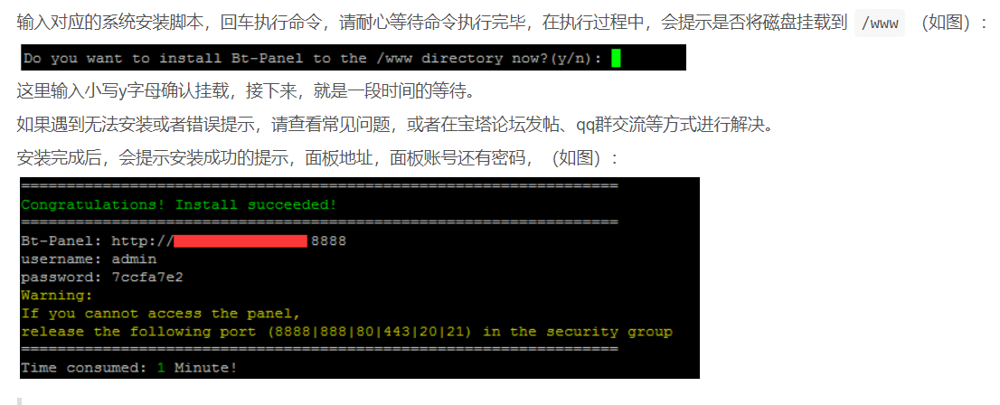 输入对应的系统安装脚本，回车执行命令，请耐心等待命令执行完毕，在执行过程中，会提示是否将磁盘挂载到 /www （如图）：
Do you want to install Bt-Panel to the /www directory now?(y/n):
这里输入小写y字母确认挂载，接下来，就是一段时间的等待。
如果遇到无法安装或者错误提示，请查看常见问题，或者在宝塔论坛发帖、qq群交流等方式进行解决。
安装完成后，会提示安装成功的提示，面板地址，面板账号还有密码，（如图）：
==================================================================
Congratulations! Install succeeded!
==================================================================
Bt-Panel: http:// 8888
username: admin
password: 7ccfa7e2
Warning:
If you cannot access the panel,
release the following port (8888|888|80|443|20|21) in the security group
==================================================================
Time consumed: 1 Minute!